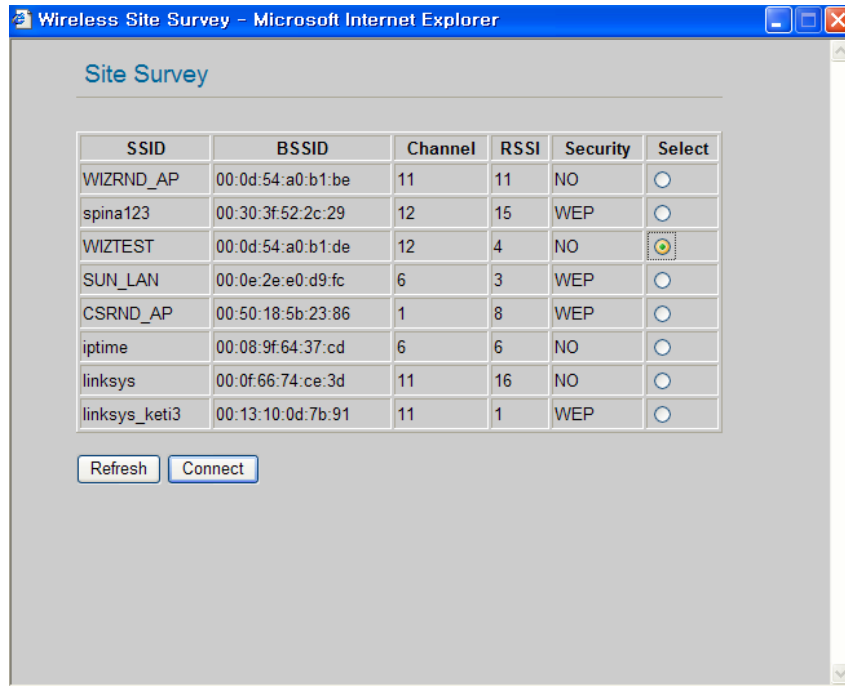 Wireless Site Survey - Microsoft Internet Explorer
Site Survey
SSID BSSID Channel RSSI Security Select
WIZRND_AP 00:0d:54:a0:b1:be 11 11 NO
spina123 00:30:3f:52:2c:29 12 15 WEP
WIZTEST 00:0d:54:a0:b1:de 12 4 NO
SUN_LAN 00:0e:2e:e0:d9:fc 6 3 WEP
CSRND_AP 00:50:18:5b:23:86 1 8 WEP
iptime 00:08:9f:64:37:cd 6 6 NO
linksys 00:0f:66:74:ce:3d 11 16 NO
linksys_keti3 00:13:10:0d:7b:91 11 1 WEP
Refresh Connect